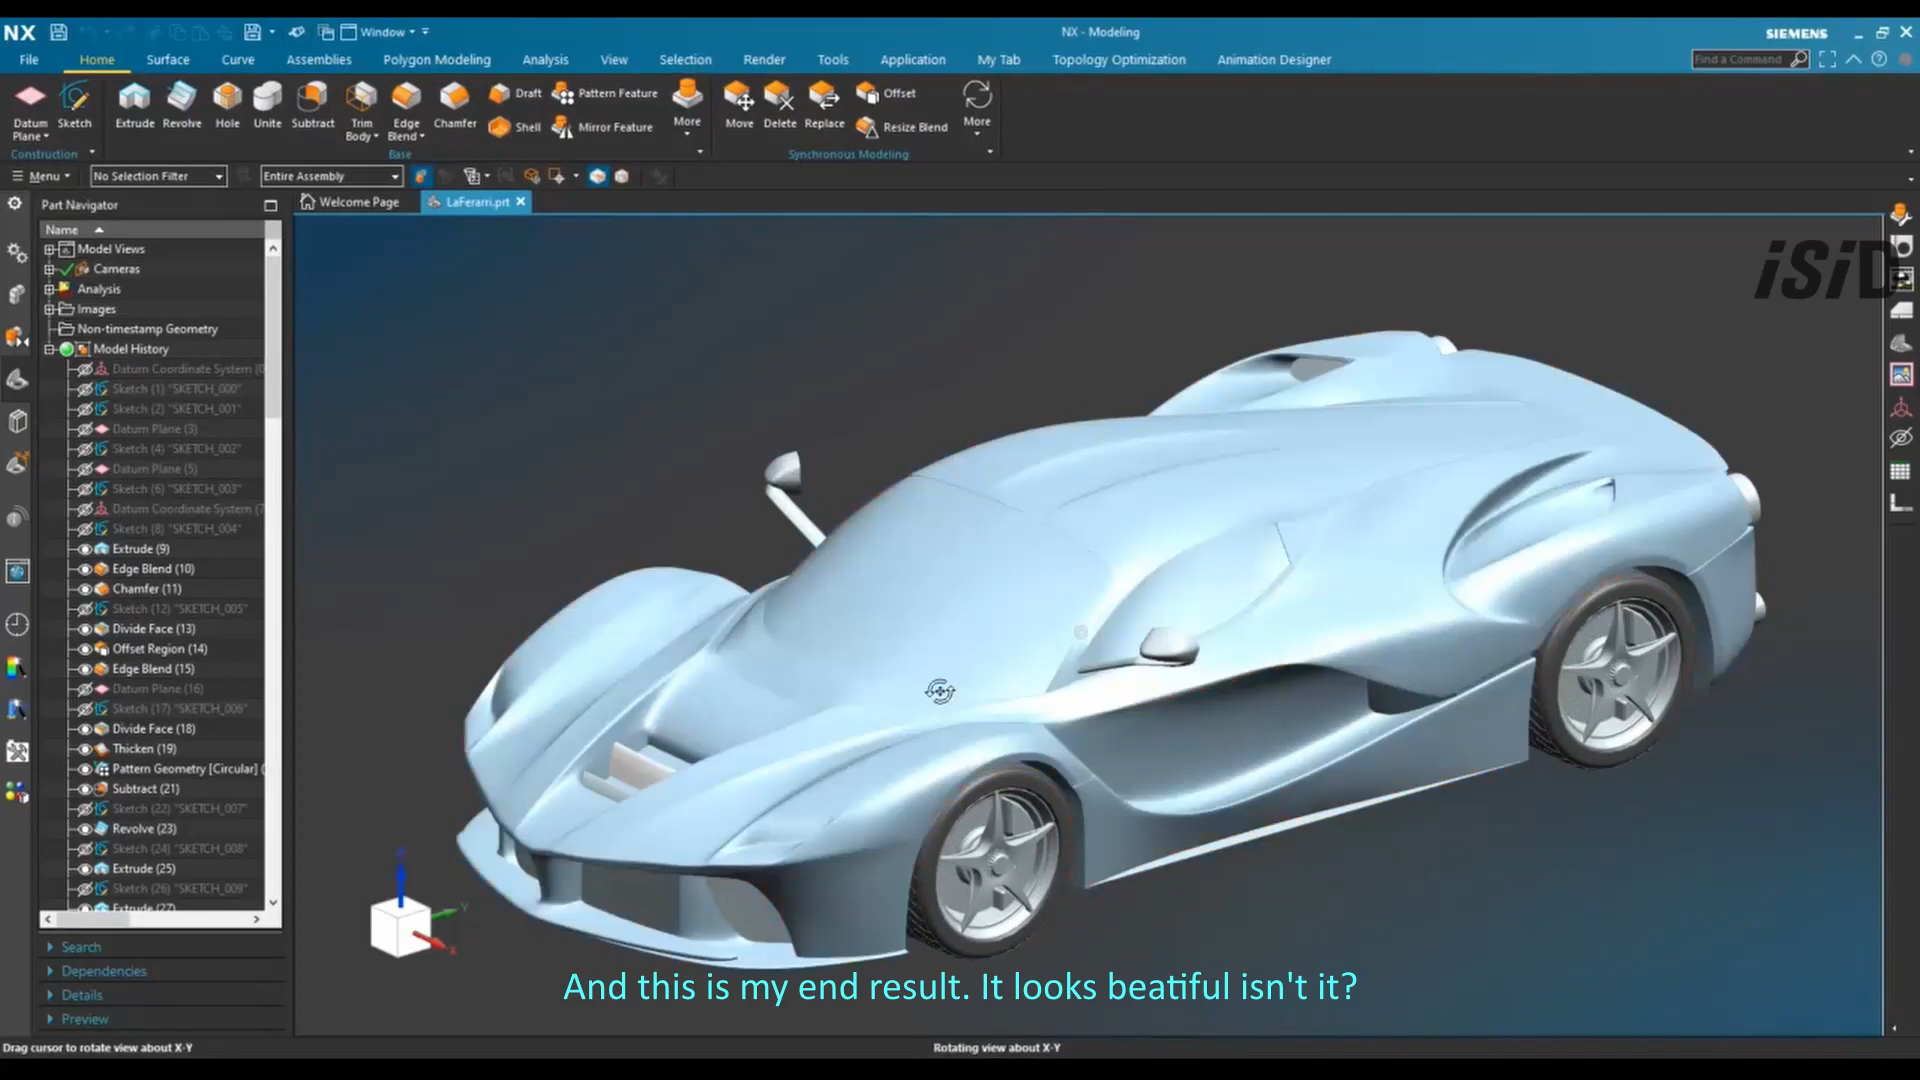 NX
Window
NX - Modeling
SIEMENS
File Home Surface Curve Assemblies Polygon Modeling Analysis View Selection Render Tools Application My Tab Topology Optimization Animation Designer
Find a Command
Datum Plane Sketch Extrude Revolve Hole Unite Subtract Trim Body Edge Blend Chamfer Draft Shell Pattern Feature Mirror Feature More Move Delete Replace Offset Resize Blend More
Construction Base Synchronous Modeling
Menu No Selection Filter Entire Assembly
Part Navigator
Welcome Page LaFerarri.prt
Name
Model Views
Cameras
Analysis
Images
Non-timestamp Geometry
Model History
Datum Coordinate System (0
Sketch (1) "SKETCH_000"
Sketch (2) "SKETCH_001"
Datum Plane (3)
Sketch (4) "SKETCH_002"
Datum Plane (5)
Sketch (6) "SKETCH_003"
Datum Coordinate System (7
Sketch (8) "SKETCH_004"
Extrude (9)
Edge Blend (10)
Chamfer (11)
Sketch (12) "SKETCH_005"
Divide Face (13)
Offset Region (14)
Edge Blend (15)
Datum Plane (16)
Sketch (17) "SKETCH_006"
Divide Face (18)
Thicken (19)
Pattern Geometry [Circular] (
Subtract (21)
Sketch (22) "SKETCH_007"
Revolve (23)
Sketch (24) "SKETCH_008"
Extrude (25)
Sketch (26) "SKETCH_009"
Extrude (27)
Search
Dependencies
Details
Preview
iSiD
Z
Y
X
And this is my end result. It looks beatiful isn't it?
Drag cursor to rotate view about X-Y
Rotating view about X-Y